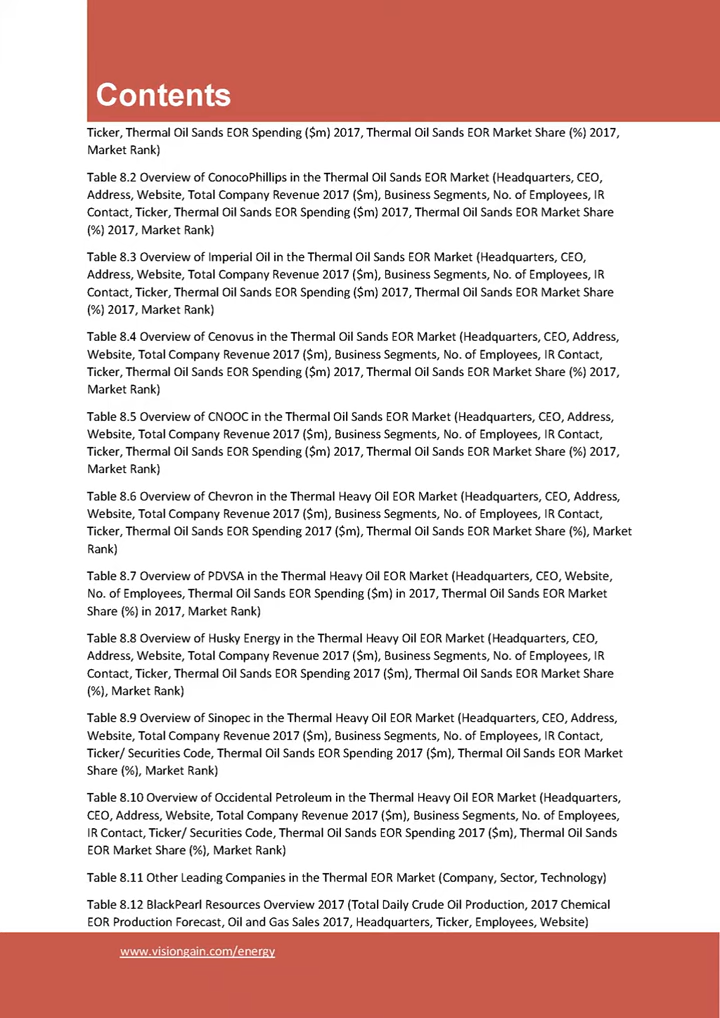 Contents
Ticker, Thermal Oil Sands EOR Spending ($m) 2017, Thermal Oil Sands EOR Market Share (%) 2017,
Market Rank)
Table 8.2 Overview of ConocoPhillips in the Thermal Oil Sands EOR Market (Headquarters, CEO,
Address, Website, Total Company Revenue 2017 ($m), Business Segments, No. of Employees, IR
Contact, Ticker, Thermal Oil Sands EOR Spending ($m) 2017, Thermal Oil Sands EOR Market Share
(%) 2017, Market Rank)
Table 8.3 Overview of Imperial Oil in the Thermal Oil Sands EOR Market (Headquarters, CEO,
Address, Website, Total Company Revenue 2017 ($m), Business Segments, No. of Employees, IR
Contact, Ticker, Thermal Oil Sands EOR Spending ($m) 2017, Thermal Oil Sands EOR Market Share
(%) 2017, Market Rank)
Table 8.4 Overview of Cenovus in the Thermal Oil Sands EOR Market (Headquarters, CEO, Address,
Website, Total Company Revenue 2017 ($m), Business Segments, No. of Employees, IR Contact,
Ticker, Thermal Oil Sands EOR Spending ($m) 2017, Thermal Oil Sands EOR Market Share (%) 2017,
Market Rank)
Table 8.5 Overview of CNOOC in the Thermal Oil Sands EOR Market (Headquarters, CEO, Address,
Website, Total Company Revenue 2017 ($m), Business Segments, No. of Employees, IR Contact,
Ticker, Thermal Oil Sands EOR Spending ($m) 2017, Thermal Oil Sands EOR Market Share (%) 2017,
Market Rank)
Table 8.6 Overview of Chevron in the Thermal Heavy Oil EOR Market (Headquarters, CEO, Address,
Website, Total Company Revenue 2017 ($m), Business Segments, No. of Employees, IR Contact,
Ticker, Thermal Oil Sands EOR Spending 2017 ($m), Thermal Oil Sands EOR Market Share (%), Market
Rank)
Table 8.7 Overview of PDVSA in the Thermal Heavy Oil EOR Market (Headquarters, CEO, Website,
No. of Employees, Thermal Oil Sands EOR Spending ($m) in 2017, Thermal Oil Sands EOR Market
Share (%) in 2017, Market Rank)
Table 8.8 Overview of Husky Energy in the Thermal Heavy Oil EOR Market (Headquarters, CEO,
Address, Website, Total Company Revenue 2017 ($m), Business Segments, No. of Employees, IR
Contact, Ticker, Thermal Oil Sands EOR Spending 2017 ($m), Thermal Oil Sands EOR Market Share
(%), Market Rank)
Table 8.9 Overview of Sinopec in the Thermal Heavy Oil EOR Market (Headquarters, CEO, Address,
Website, Total Company Revenue 2017 ($m), Business Segments, No. of Employees, IR Contact,
Ticker/ Securities Code, Thermal Oil Sands EOR Spending 2017 ($m), Thermal Oil Sands EOR Market
Share (%), Market Rank)
Table 8.10 Overview of Occidental Petroleum in the Thermal Heavy Oil EOR Market (Headquarters,
CEO, Address, Website, Total Company Revenue 2017 ($m), Business Segments, No. of Employees,
IR Contact, Ticker/ Securities Code, Thermal Oil Sands EOR Spending 2017 ($m), Thermal Oil Sands
EOR Market Share (%), Market Rank)
Table 8.11 Other Leading Companies in the Thermal EOR Market (Company, Sector, Technology)
Table 8.12 BlackPearl Resources Overview 2017 (Total Daily Crude Oil Production, 2017 Chemical
EOR Production Forecast, Oil and Gas Sales 2017, Headquarters, Ticker, Employees, Website)
www.visiongain.com/energy